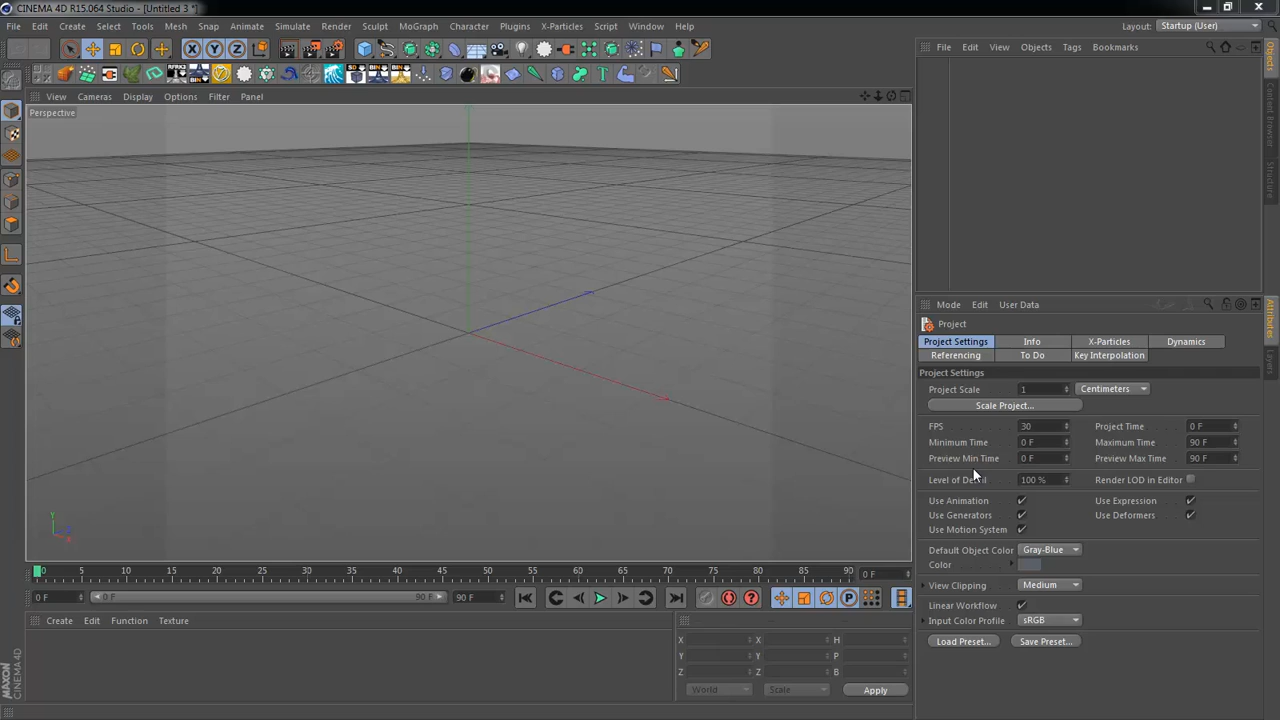 CINEMA 4D R15.064 Studio - [Untitled 3 *]
File Edit Create Select Tools Mesh Snap Animate Simulate Render Sculpt MoGraph Character Plugins X-Particles Script Window Help
Layout: Startup (User)
File Edit View Objects Tags Bookmarks
View Cameras Display Options Filter Panel
Perspective
Objects
Content Browser
Structure
Mode Edit User Data
Project
Project Settings Info X-Particles Dynamics
Referencing To Do Key Interpolation
Project Settings
Project Scale 1 Centimeters
Scale Project...
FPS 30 Project Time 0 F
Minimum Time 0 F Maximum Time 90 F
Preview Min Time 0 F Preview Max Time 90 F
Level of Detail 100 % Render LOD in Editor
Use Animation Use Expression
Use Generators Use Deformers
Use Motion System
Default Object Color Gray-Blue
Color
View Clipping Medium
Linear Workflow
Input Color Profile sRGB
Load Preset... Save Preset...
Attributes
Layers
Y
0 5 10 15 20 25 30 35 40 45 50 55 60 65 70 75 80 85 90 0 F
0 F 0 F 90 F 90 F
Create Edit Function Texture
X X H
Y Y P
Z Z B
World Scale Apply
MAXON
CINEMA 4D